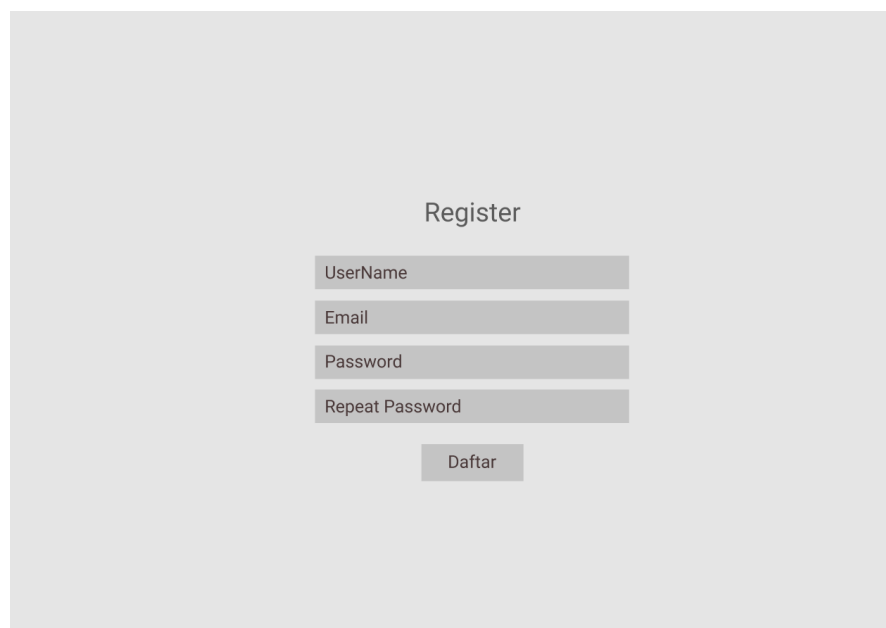 Register
UserName
Email
Password
Repeat Password
Daftar